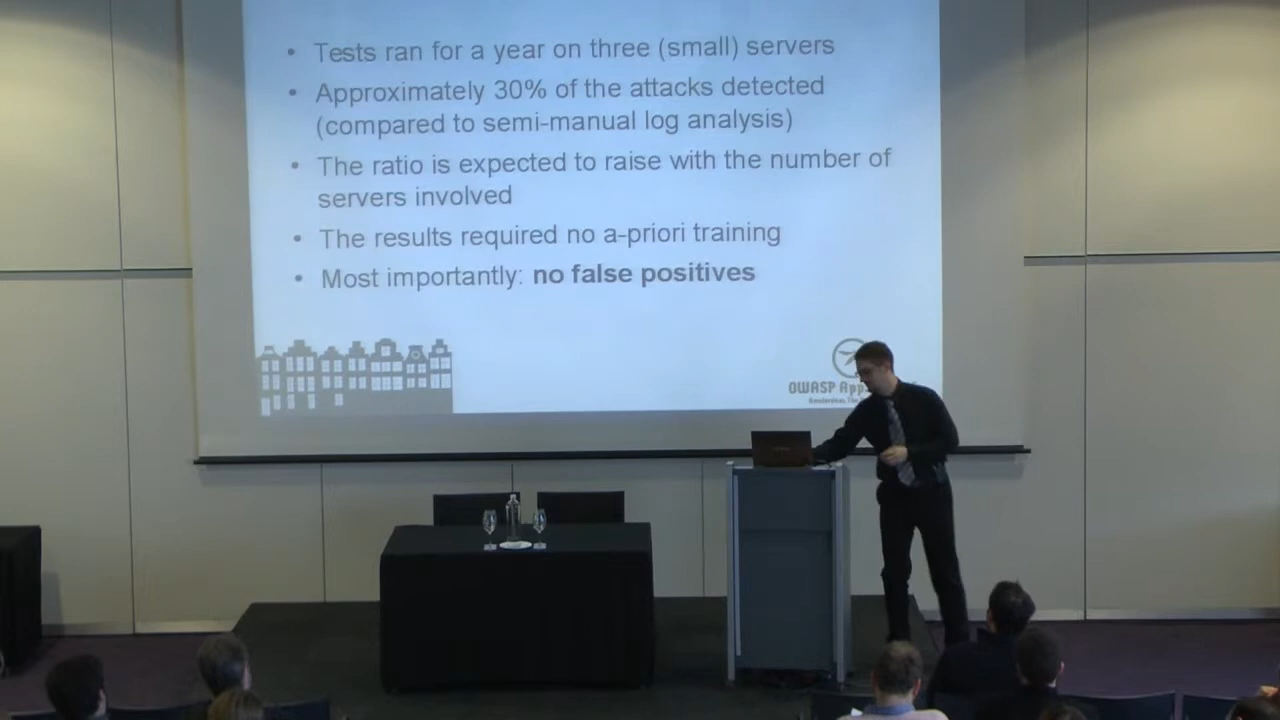 • Tests ran for a year on three (small) servers
• Approximately 30% of the attacks detected
(compared to semi-manual log analysis)
• The ratio is expected to raise with the number of
servers involved
• The results required no a-priori training
• Most importantly: no false positives
OWASP